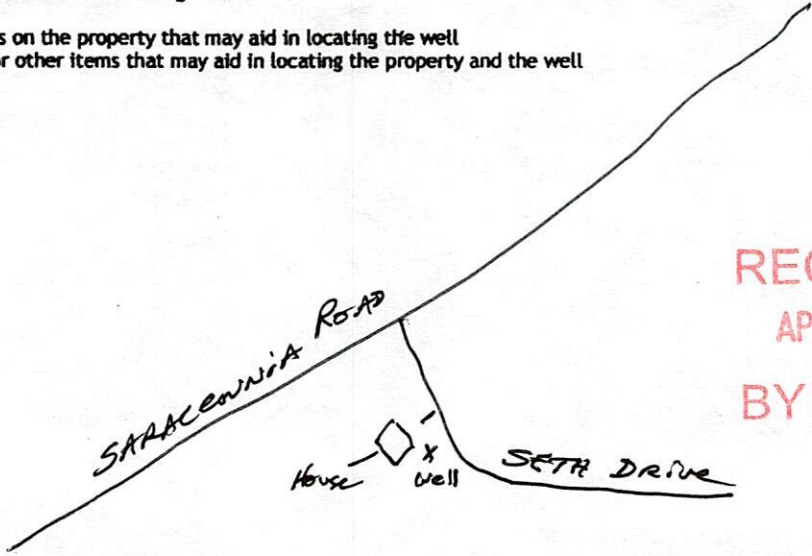 s on the property that may aid in locating the well
r other items that may aid in locating the property and the well
REC
AP
SARACENNIA ROAD
BY
House
x
well
SETH DRIVE